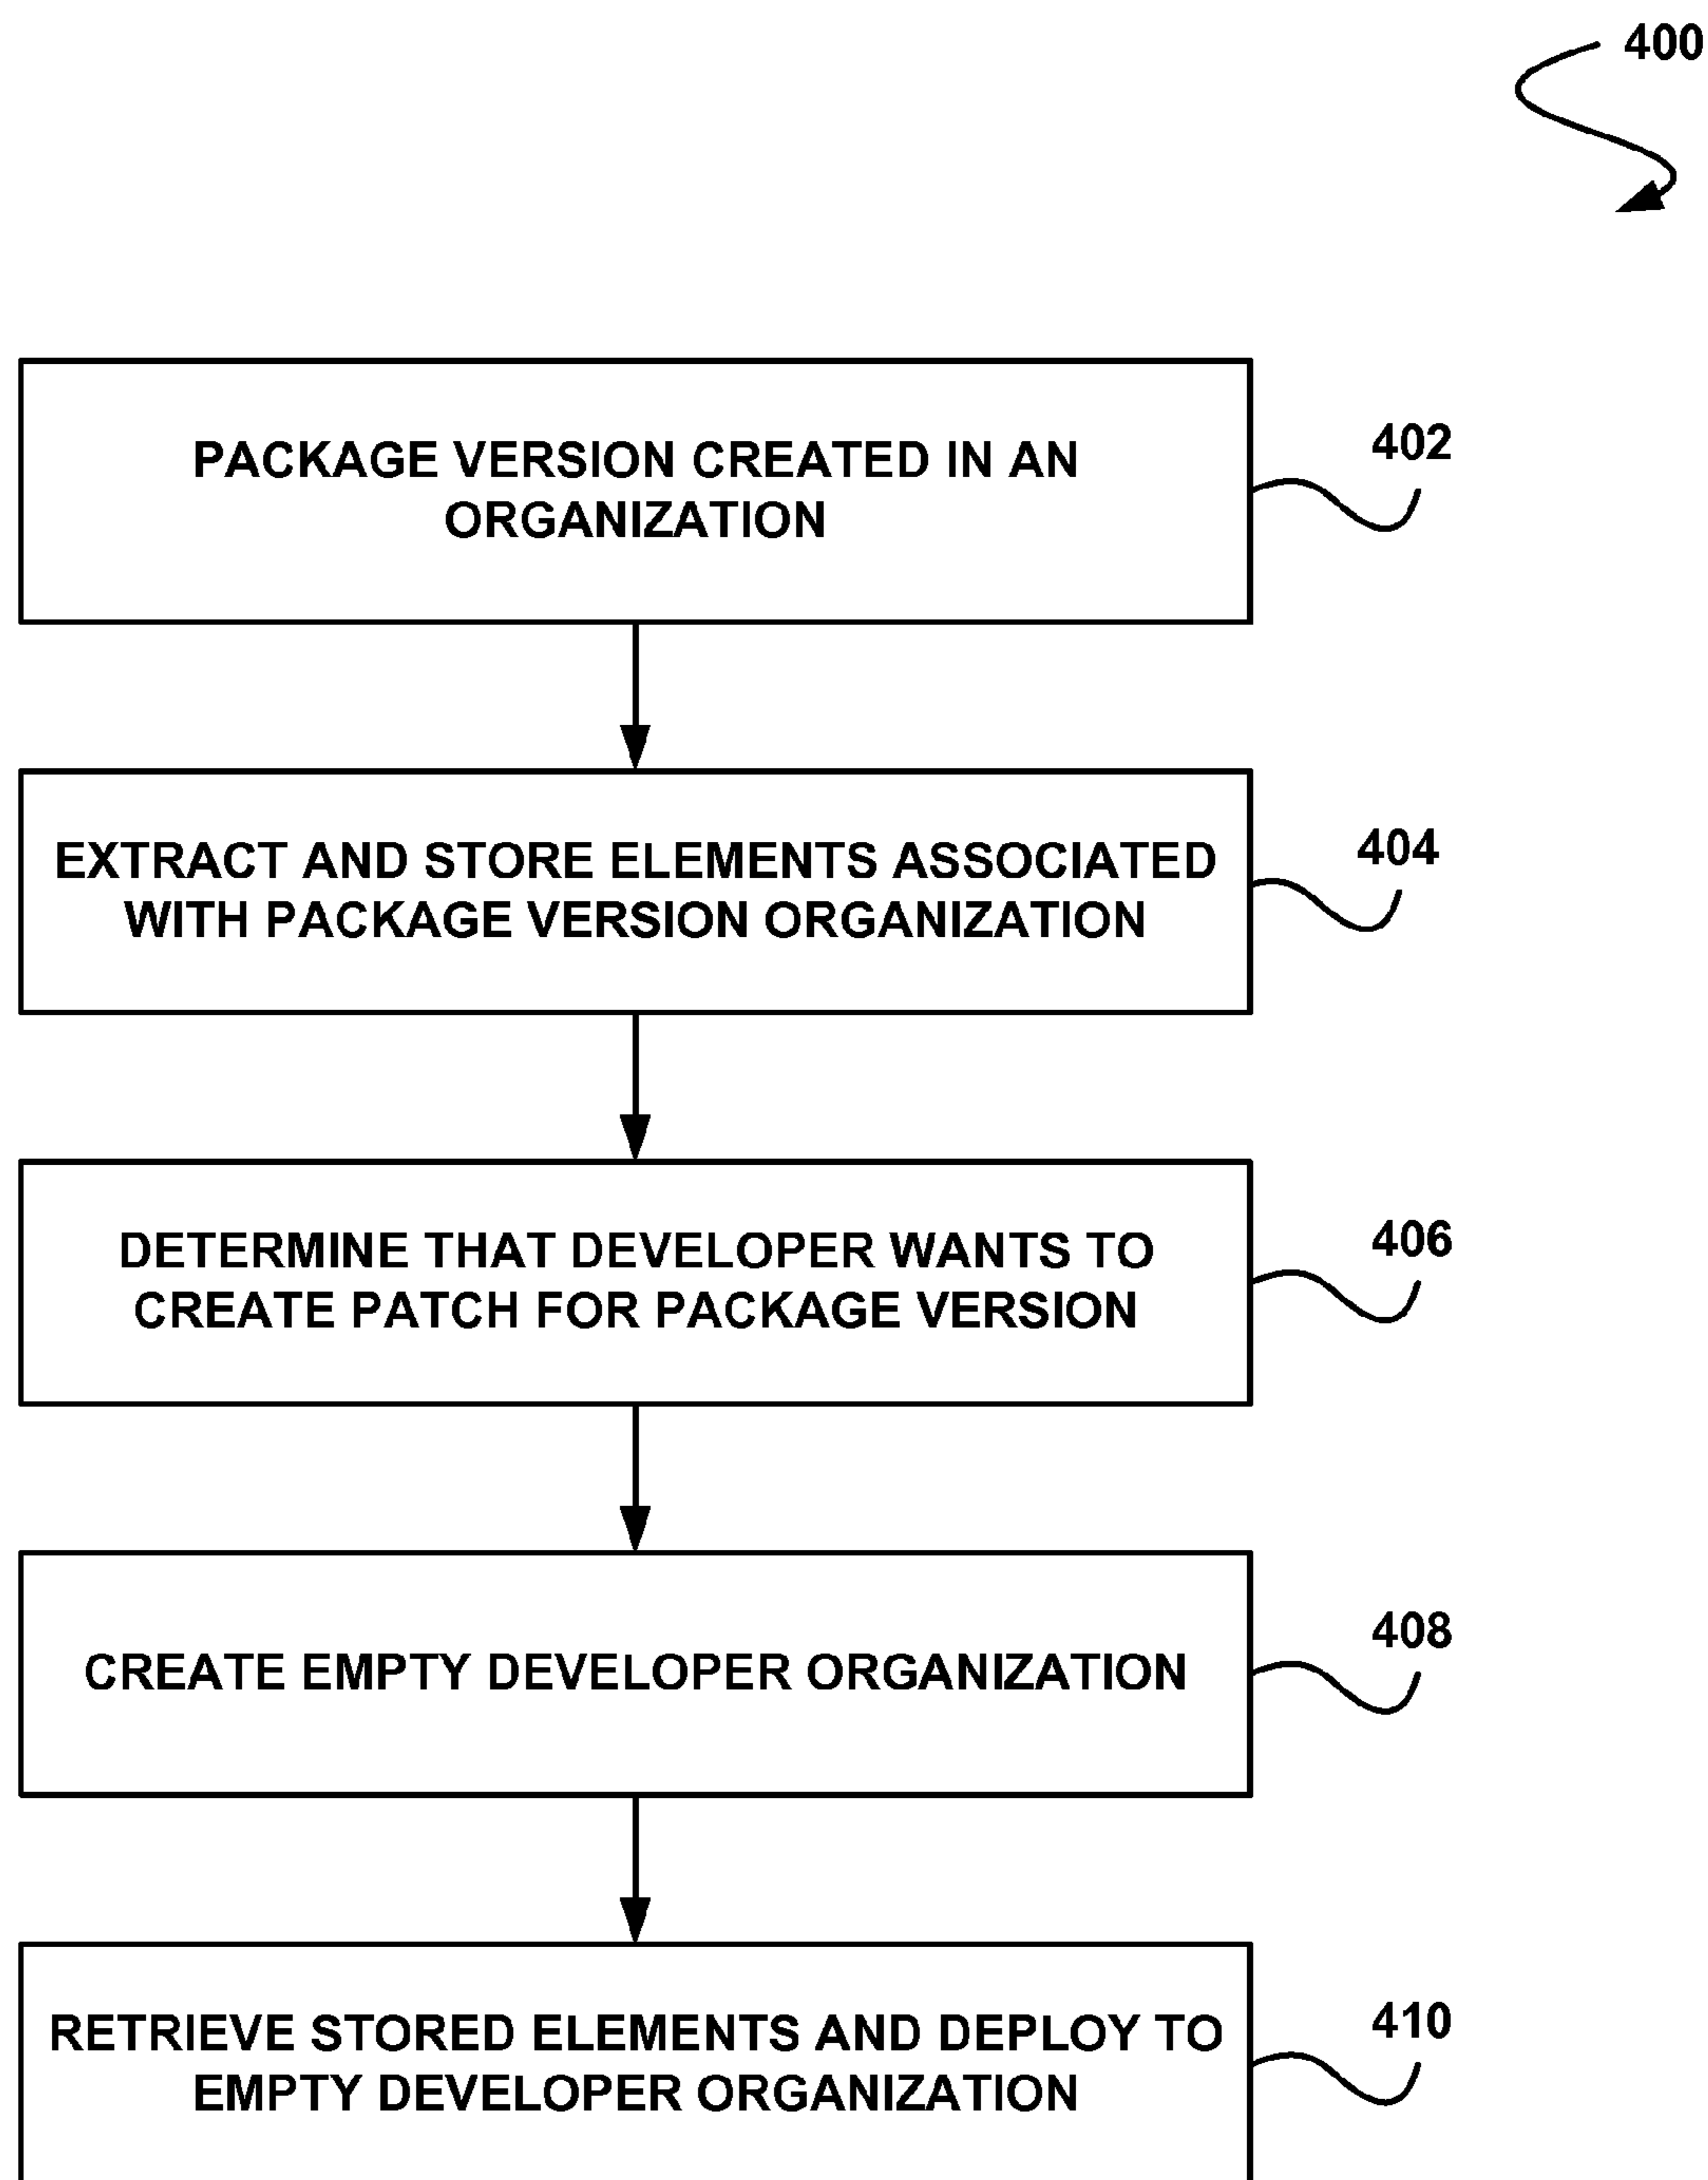 400
PACKAGE VERSION CREATED IN AN
ORGANIZATION
402
EXTRACT AND STORE ELEMENTS ASSOCIATED
WITH PACKAGE VERSION ORGANIZATION
404
DETERMINE THAT DEVELOPER WANTS TO
CREATE PATCH FOR PACKAGE VERSION
406
CREATE EMPTY DEVELOPER ORGANIZATION
408
RETRIEVE STORED ELEMENTS AND DEPLOY TO
EMPTY DEVELOPER ORGANIZATION
410